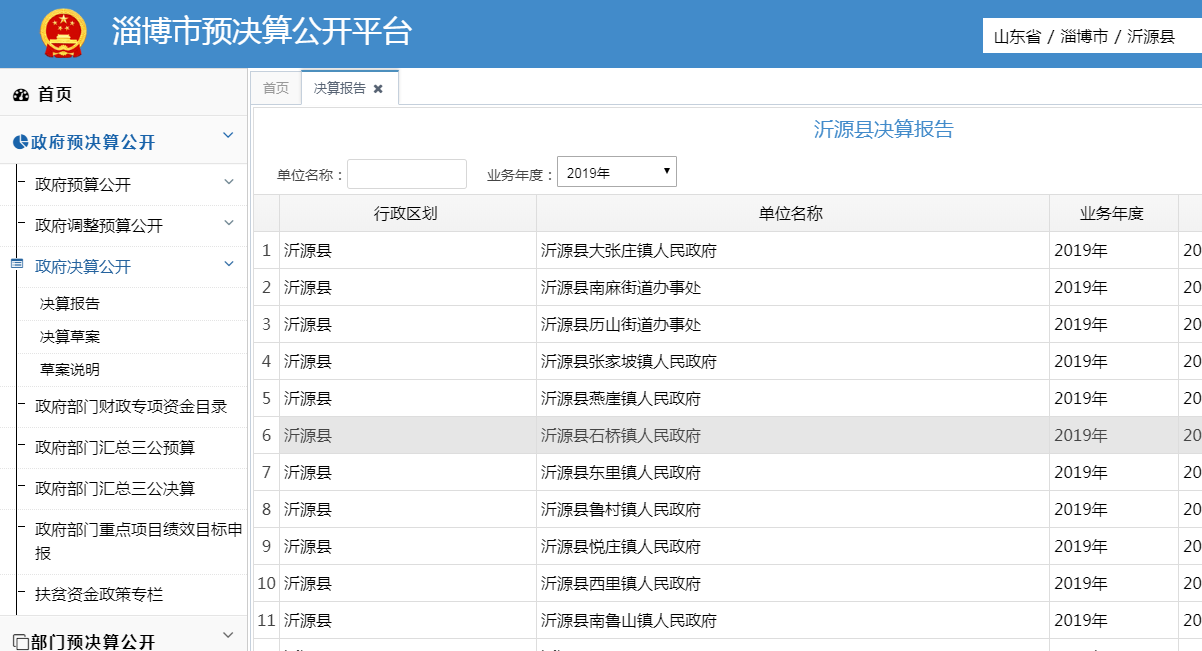 淄博市预决算公开平台
山东省 / 淄博市 / 沂源县
首页
政府预决算公开
政府预算公开
政府调整预算公开
政府决算公开
决算报告
决算草案
草案说明
政府部门财政专项资金目录
政府部门汇总三公预算
政府部门汇总三公决算
政府部门重点项目绩效目标申
报
扶贫资金政策专栏
部门预决算公开
首页 决算报告
沂源县决算报告
单位名称： 业务年度： 2019年
行政区划 单位名称 业务年度
1 沂源县 沂源县大张庄镇人民政府 2019年 20
2 沂源县 沂源县南麻街道办事处 2019年 20
3 沂源县 沂源县历山街道办事处 2019年 20
4 沂源县 沂源县张家坡镇人民政府 2019年 20
5 沂源县 沂源县燕崖镇人民政府 2019年 20
6 沂源县 沂源县石桥镇人民政府 2019年 20
7 沂源县 沂源县东里镇人民政府 2019年 20
8 沂源县 沂源县鲁村镇人民政府 2019年 20
9 沂源县 沂源县悦庄镇人民政府 2019年 20
10 沂源县 沂源县西里镇人民政府 2019年 20
11 沂源县 沂源县南鲁山镇人民政府 2019年 20